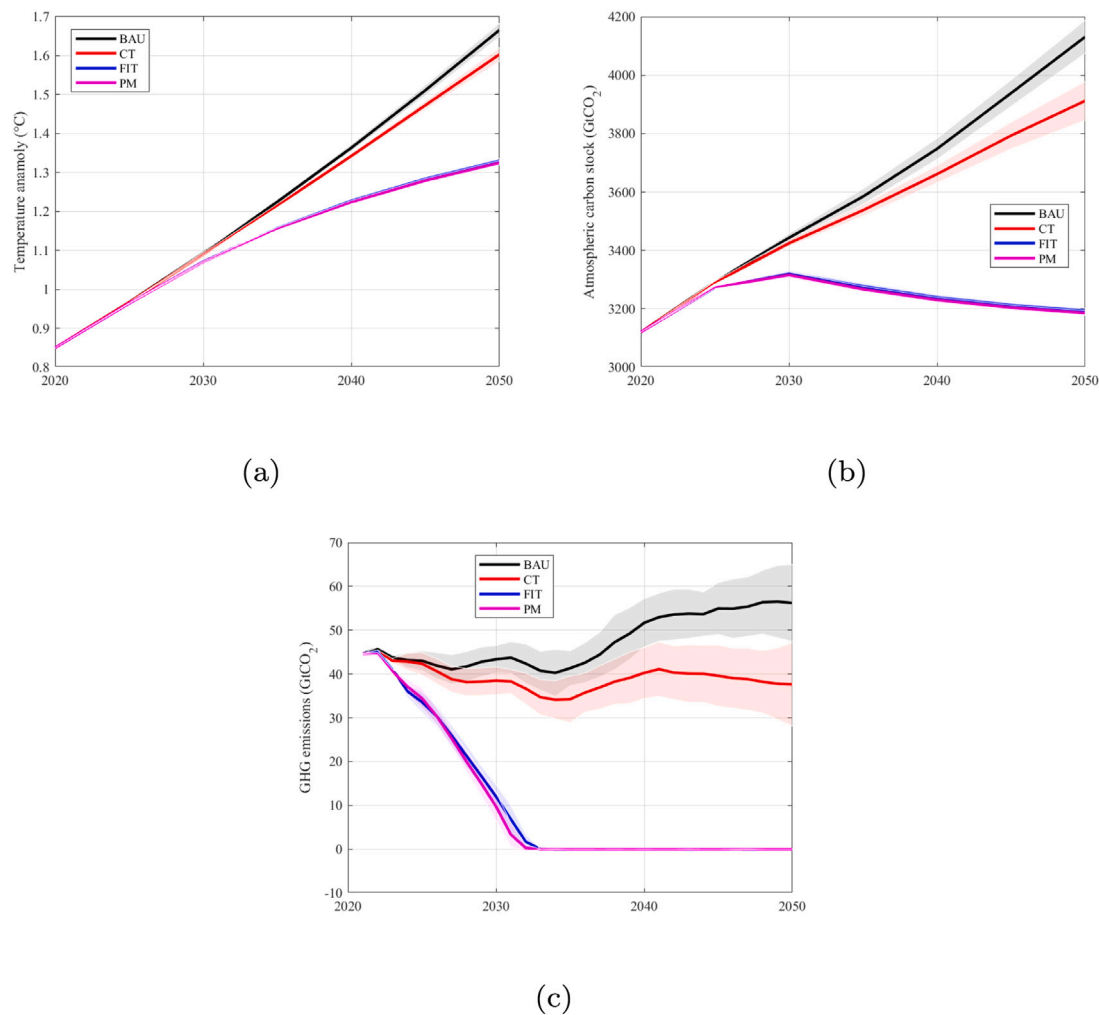 1.7
1.6
1.5
1.4
1.3
1.2
1.1
1
0.9
0.8
Temperature anamoly (°C)
BAU
CT
FIT
PM
2020 2030 2040 2050
(a)
4200
4000
3800
3600
3400
3200
3000
Atmospheric carbon stock (GtCO2)
BAU
CT
FIT
PM
2020 2030 2040 2050
(b)
70
60
50
40
30
20
10
0
-10
GHG emissions (GtCO2)
BAU
CT
FIT
PM
2020 2030 2040 2050
(c)